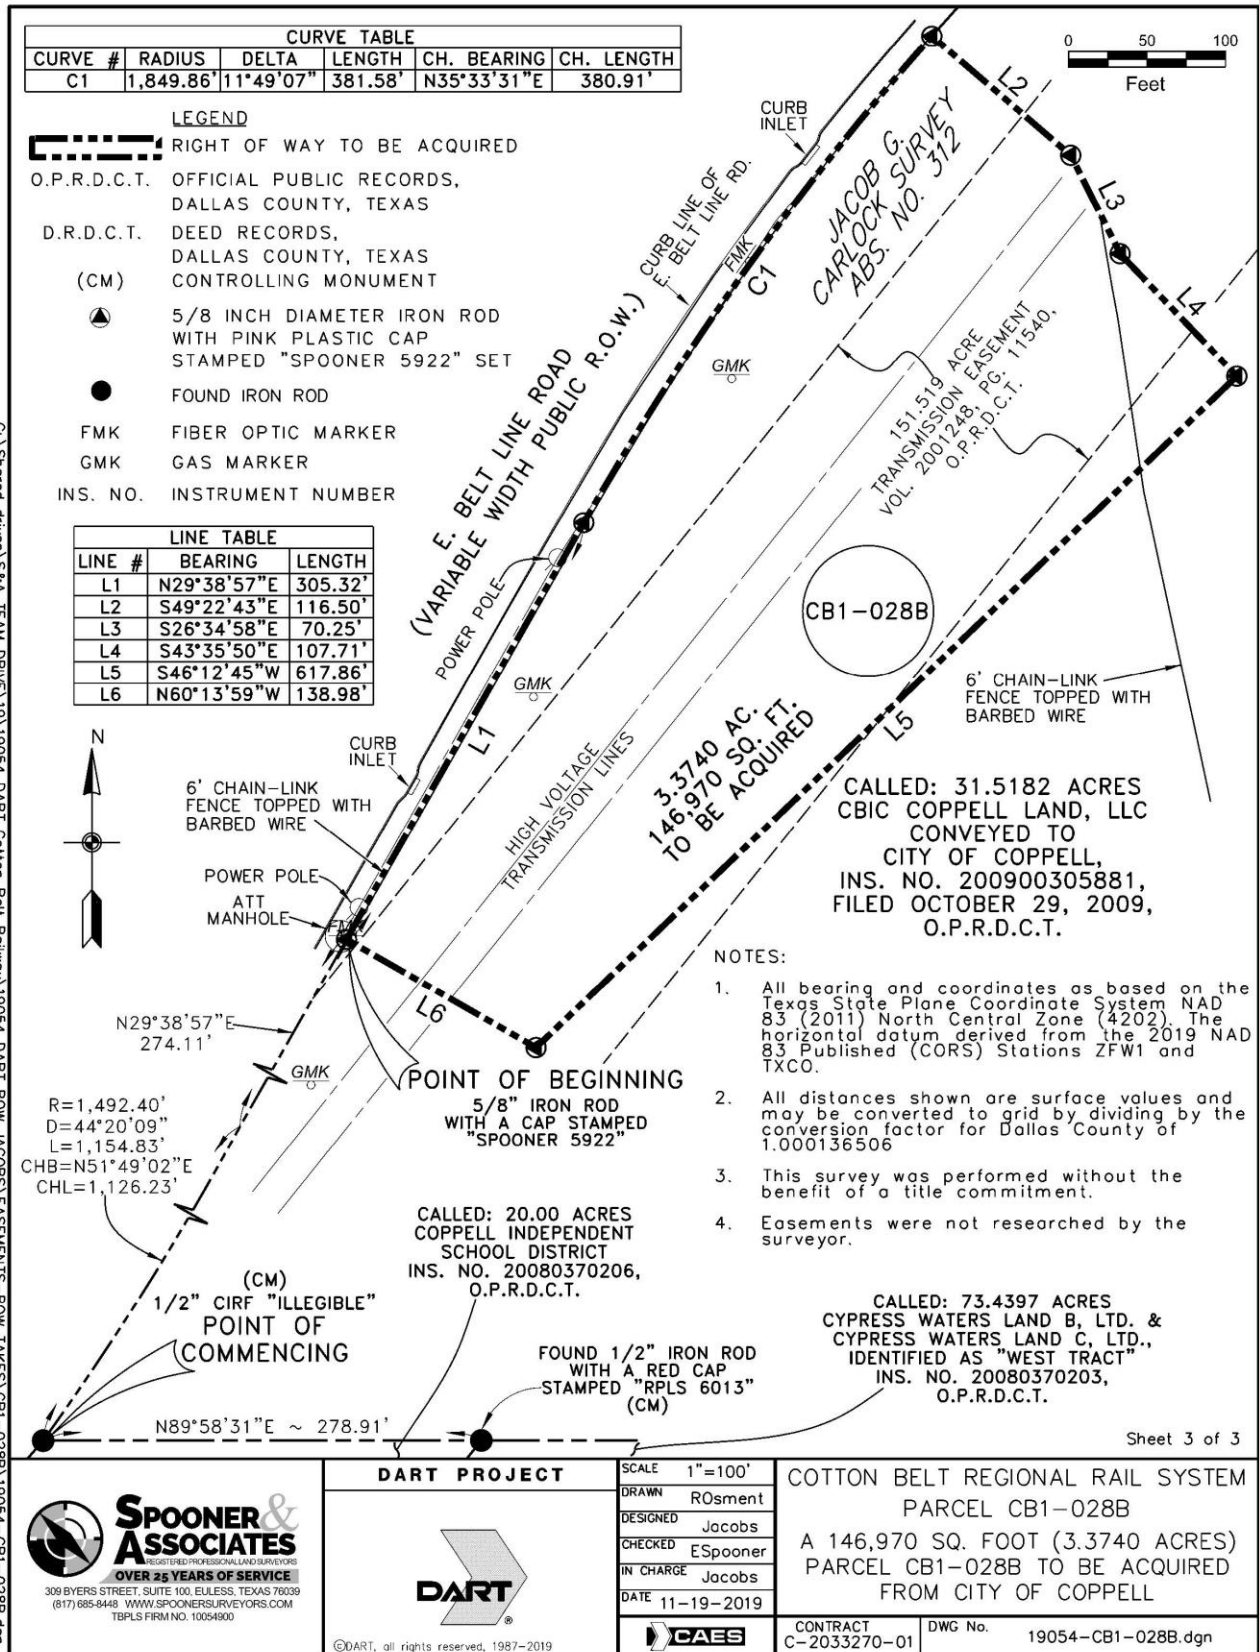 CURVE TABLE
CURVE # RADIUS DELTA LENGTH CH. BEARING CH. LENGTH
C1 1,849.86' 11°49'07" 381.58' N35°33'31"E 380.91'
0 50 100
Feet
LEGEND
RIGHT OF WAY TO BE ACQUIRED
O.P.R.D.C.T. OFFICIAL PUBLIC RECORDS,
DALLAS COUNTY, TEXAS
D.R.D.C.T. DEED RECORDS,
DALLAS COUNTY, TEXAS
(CM) CONTROLLING MONUMENT
5/8 INCH DIAMETER IRON ROD
WITH PINK PLASTIC CAP
STAMPED "SPOONER 5922" SET
FOUND IRON ROD
FMK FIBER OPTIC MARKER
GMK GAS MARKER
INS. NO. INSTRUMENT NUMBER
LINE TABLE
LINE # BEARING LENGTH
L1 N29°38'57"E 305.32'
L2 S49°22'43"E 116.50'
L3 S26°34'58"E 70.25'
L4 S43°35'50"E 107.71'
L5 S46°12'45"W 617.86'
L6 N60°13'59"W 138.98'
N
CURB
INLET
CURB LINE OF
E. BELT LINE RD.
FMK
C1
JACOB G.
CARLOCK SURVEY
ABS. NO. 312
L2
L3
L4
GMK
E. BELT LINE ROAD
(VARIABLE WIDTH PUBLIC R.O.W.)
151.519 ACRE
TRANSMISSION EASEMENT
VOL. 2001248, PG. 11540,
O.P.R.D.C.T.
POWER POLE
GMK
CB1-028B
L1
L5
6' CHAIN-LINK
FENCE TOPPED WITH
BARBED WIRE
CURB
INLET
6' CHAIN-LINK
FENCE TOPPED WITH
BARBED WIRE
HIGH VOLTAGE
TRANSMISSION LINES
3.3740 AC.
146,970 SQ. FT.
TO BE ACQUIRED
CALLED: 31.5182 ACRES
CBIC COPPELL LAND, LLC
CONVEYED TO
CITY OF COPPELL,
INS. NO. 200900305881,
FILED OCTOBER 29, 2009,
O.P.R.D.C.T.
POWER POLE
ATT
MANHOLE
L6
N29°38'57"E
274.11'
GMK
POINT OF BEGINNING
5/8" IRON ROD
WITH A CAP STAMPED
"SPOONER 5922"
R=1,492.40'
D=44°20'09"
L=1,154.83'
CHB=N51°49'02"E
CHL=1,126.23'
NOTES:
1. All bearing and coordinates as based on the
Texas State Plane Coordinate System NAD
83 (2011) North Central Zone (4202). The
horizontal datum derived from the 2019 NAD
83 Published (CORS) Stations ZFW1 and
TXCO.
2. All distances shown are surface values and
may be converted to grid by dividing by the
conversion factor for Dallas County of
1.000136506
3. This survey was performed without the
benefit of a title commitment.
4. Easements were not researched by the
surveyor.
(CM)
1/2" CIRF "ILLEGIBLE"
POINT OF
COMMENCING
CALLED: 20.00 ACRES
COPPELL INDEPENDENT
SCHOOL DISTRICT
INS. NO. 20080370206,
O.P.R.D.C.T.
FOUND 1/2" IRON ROD
WITH A RED CAP
STAMPED "RPLS 6013"
(CM)
CALLED: 73.4397 ACRES
CYPRESS WATERS LAND B, LTD. &
CYPRESS WATERS LAND C, LTD.,
IDENTIFIED AS "WEST TRACT"
INS. NO. 20080370203,
O.P.R.D.C.T.
N89°58'31"E ~ 278.91'
Sheet 3 of 3
SPOONER &
ASSOCIATES
REGISTERED PROFESSIONAL LAND SURVEYORS
OVER 25 YEARS OF SERVICE
309 BYERS STREET, SUITE 100, EULESS, TEXAS 76039
(817) 685-8448 WWW.SPOONERSURVEYORS.COM
TBPLS FIRM NO. 10054900
DART PROJECT
DART ®
©DART, all rights reserved, 1987-2019
SCALE 1"=100'
DRAWN ROsment
DESIGNED Jacobs
CHECKED ESpooner
IN CHARGE Jacobs
DATE 11-19-2019
CAES
COTTON BELT REGIONAL RAIL SYSTEM
PARCEL CB1-028B
A 146,970 SQ. FOOT (3.3740 ACRES)
PARCEL CB1-028B TO BE ACQUIRED
FROM CITY OF COPPELL
CONTRACT
C-2033270-01
DWG No.
19054-CB1-028B.dgn